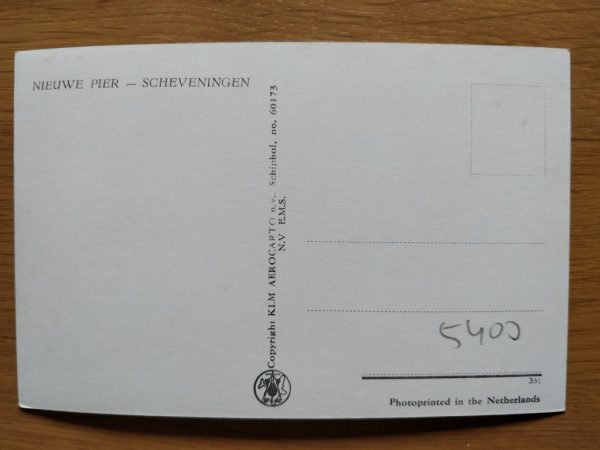 NIEUWE PIER — SCHEVENINGEN
Copyright KLM AEROCARTO n.v., Schiphol, no. 60173
N.V E.M.S.
5400
351
Photoprinted in the Netherlands